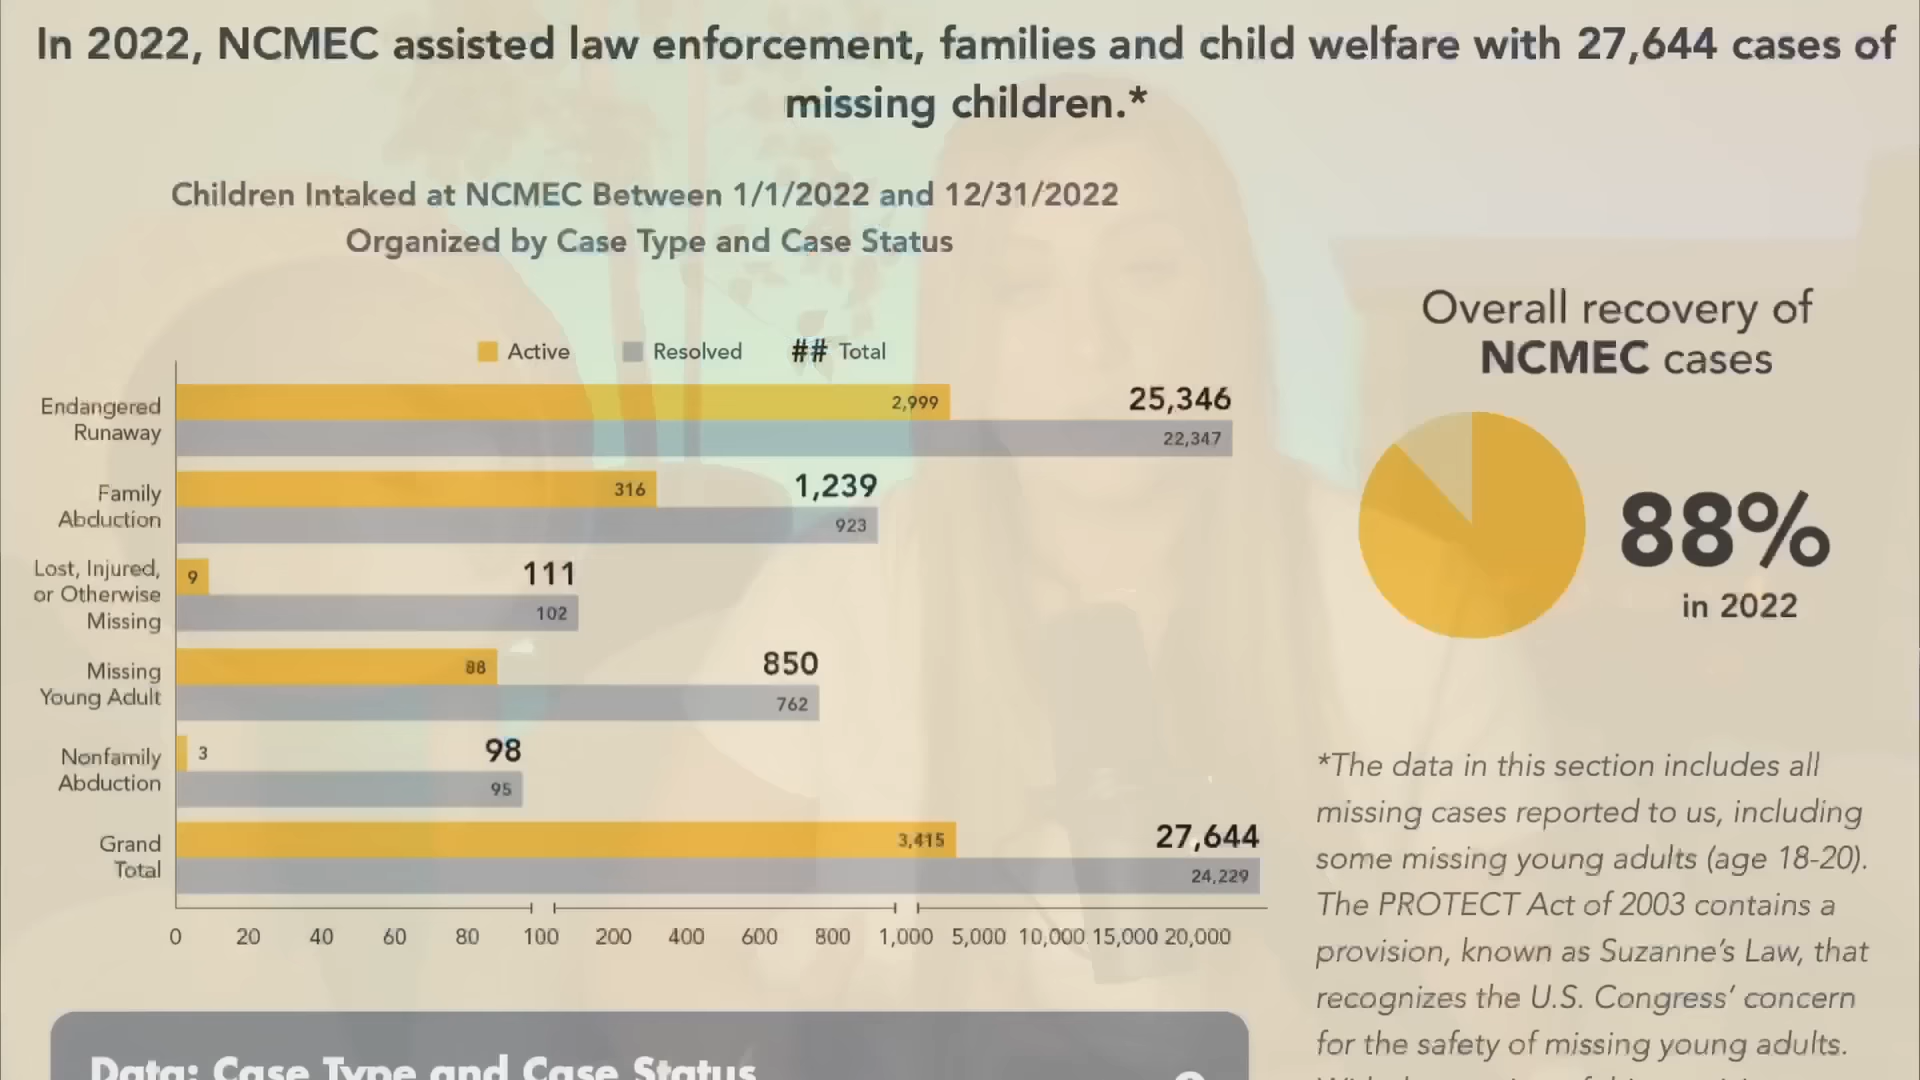 In 2022, NCMEC assisted law enforcement, families and child welfare with 27,644 cases of
missing children.*
Children Intaked at NCMEC Between 1/1/2022 and 12/31/2022
Organized by Case Type and Case Status
Active Resolved ## Total
Endangered
Runaway
2,999
25,346
22,347
Family
Abduction
316
1,239
923
Lost, Injured,
or Otherwise
Missing
9
111
102
Missing
Young Adult
88
850
762
Nonfamily
Abduction
3
98
95
Grand
Total
3,415
27,644
24,229
0 20 40 60 80 100 200 400 600 800 1,000 5,000 10,000 15,000 20,000
Data: Case Type and Case Status
Overall recovery of
NCMEC cases
88%
in 2022
*The data in this section includes all
missing cases reported to us, including
some missing young adults (age 18-20).
The PROTECT Act of 2003 contains a
provision, known as Suzanne's Law, that
recognizes the U.S. Congress' concern
for the safety of missing young adults.